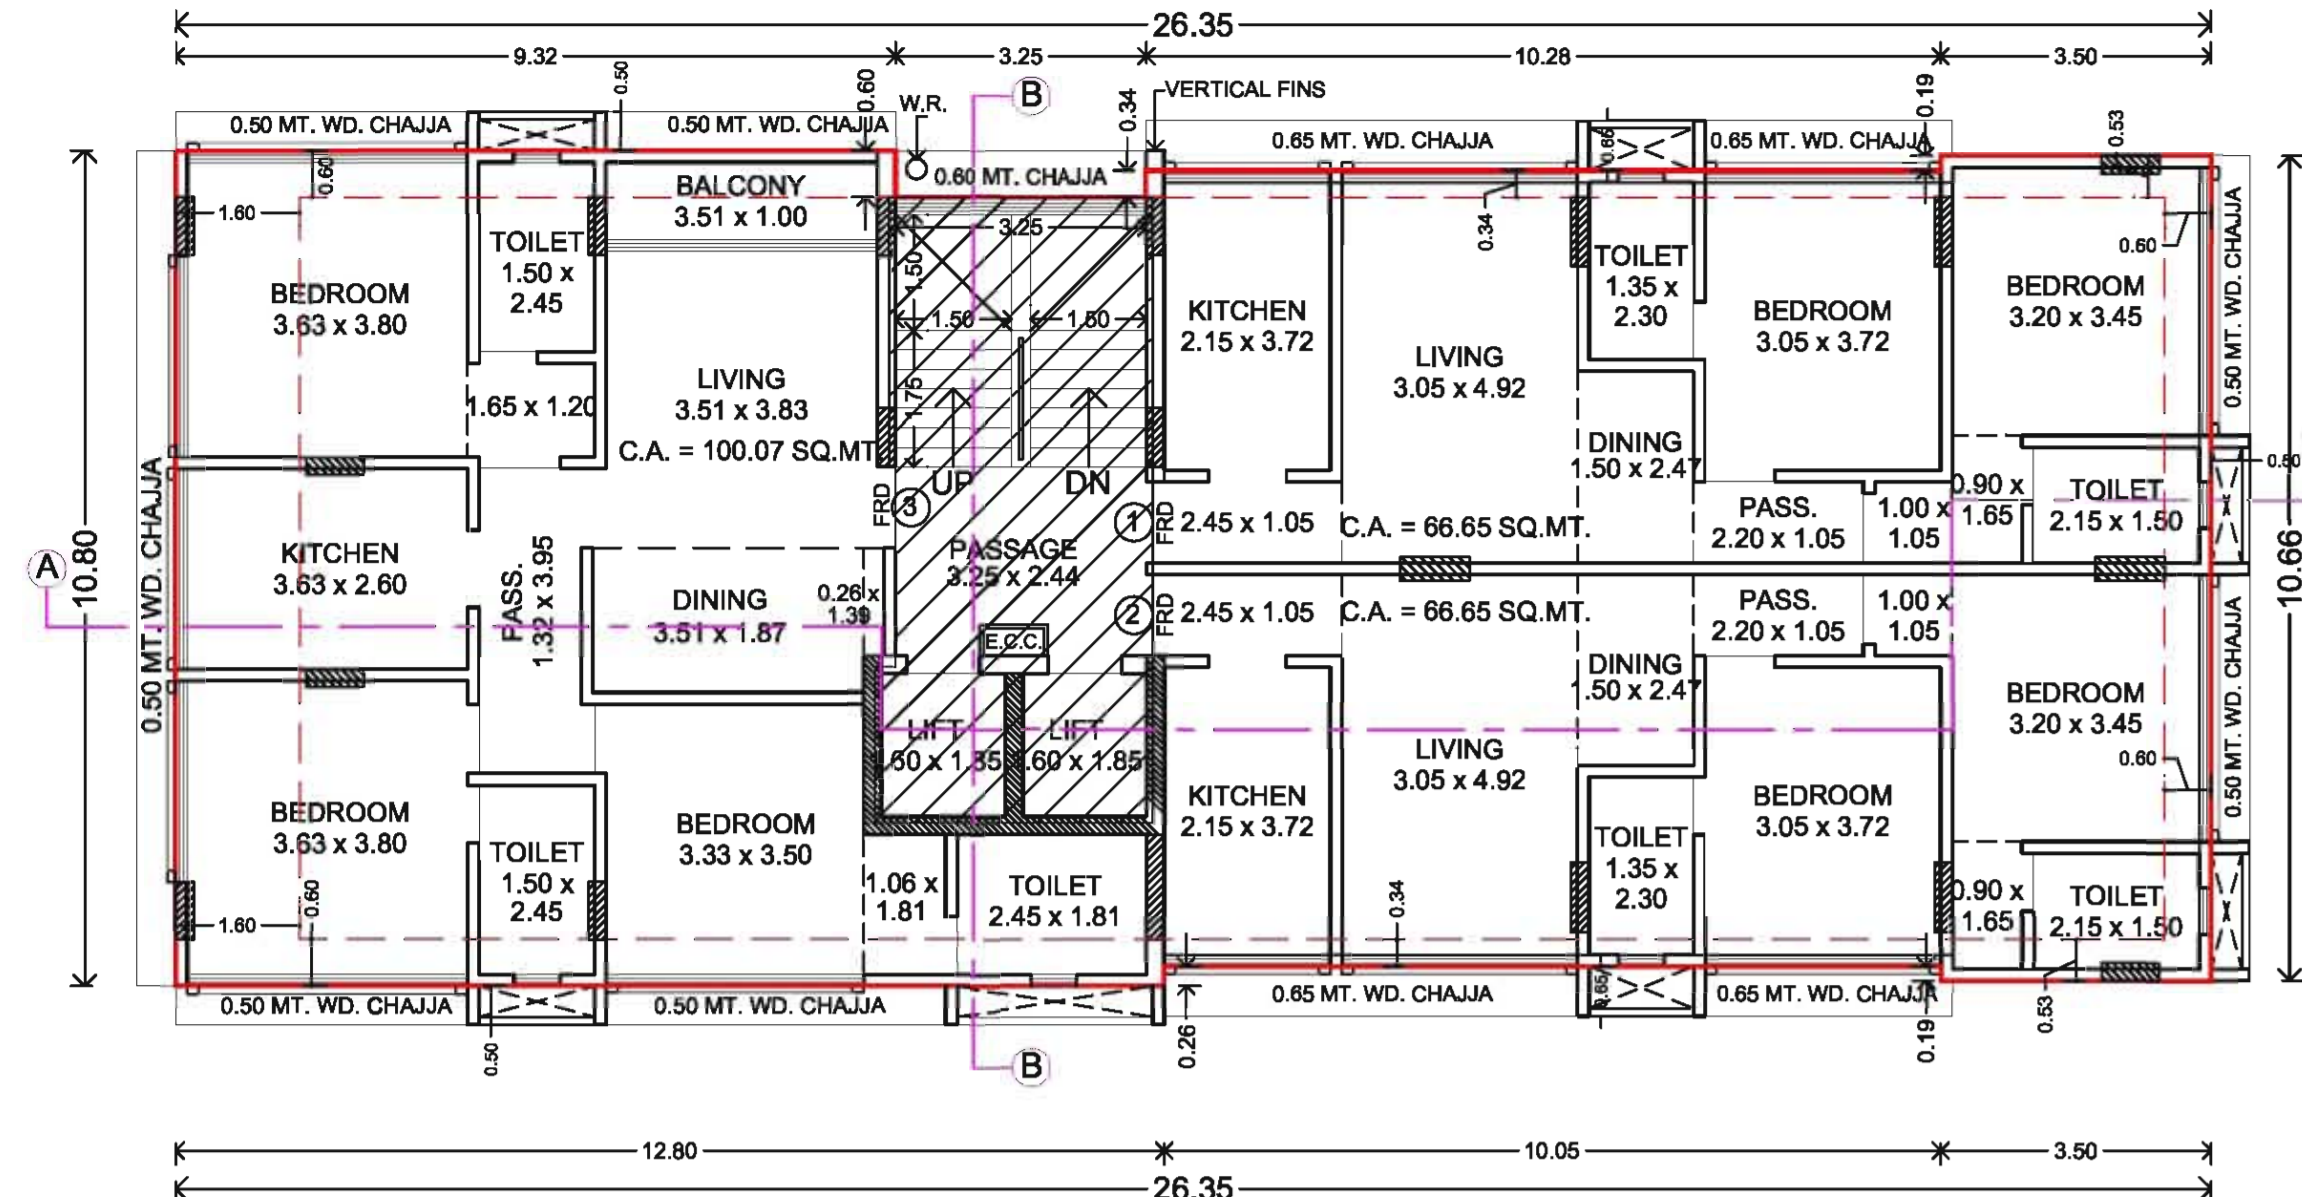 26.35
9.32
3.25
10.28
3.50
0.50
0.60
W.R.
B
0.34
VERTICAL FINS
0.19
0.53
0.50 MT. WD. CHAJJA
0.50 MT. WD. CHAJJA
0.60 MT. CHAJJA
0.65 MT. WD. CHAJJA
0.65
0.65 MT. WD. CHAJJA
0.60
1.60
BALCONY
3.51 x 1.00
3.25
0.34
0.60
0.50 MT. WD. CHAJJA
TOILET
1.50 x
2.45
1.50
TOILET
1.35 x
2.30
BEDROOM
3.63 x 3.80
1.50
1.50
KITCHEN
2.15 x 3.72
BEDROOM
3.05 x 3.72
BEDROOM
3.20 x 3.45
LIVING
3.51 x 3.83
C.A. = 100.07 SQ.MT
1.75
LIVING
3.05 x 4.92
1.65 x 1.20
DINING
1.50 x 2.47
UP
DN
0.50
FRD
3
1
FRD
2.45 x 1.05
C.A. = 66.65 SQ.MT.
PASS.
2.20 x 1.05
1.00 x
1.05
0.90 x
1.65
TOILET
2.15 x 1.50
A
10.80
0.50 MT. WD. CHAJJA
KITCHEN
3.63 x 2.60
PASS.
1.32 x 3.95
DINING
3.51 x 1.87
0.26 x
1.39
PASSAGE
3.25 x 2.44
E.C.C.
2
FRD
2.45 x 1.05
C.A. = 66.65 SQ.MT.
PASS.
2.20 x 1.05
1.00 x
1.05
10.66
DINING
.50 x 2.47
BEDROOM
3.20 x 3.45
0.50 MT. WD. CHAJJA
0.60
LIFT
LIFT
.60 x 1.85
LIVING
3.05 x 4.92
BEDROOM
3.63 x 3.80
BEDROOM
3.33 x 3.50
KITCHEN
2.15 x 3.72
BEDROOM
3.05 x 3.72
TOILET
1.50 x
2.45
TOILET
1.35 x
2.30
1.60
0.60
1.06 x
1.81
TOILET
2.45 x 1.81
0.34
0.90 x
1.65
TOILET
2.15 x 1.50
0.50 MT. WD. CHAJJA
0.50 MT. WD. CHAJJA
0.65 MT. WD. CHAJJA
0.65
0.65 MT. WD. CHAJJA
0.53
0.50
B
0.26
0.19
12.80
10.05
3.50
26.35